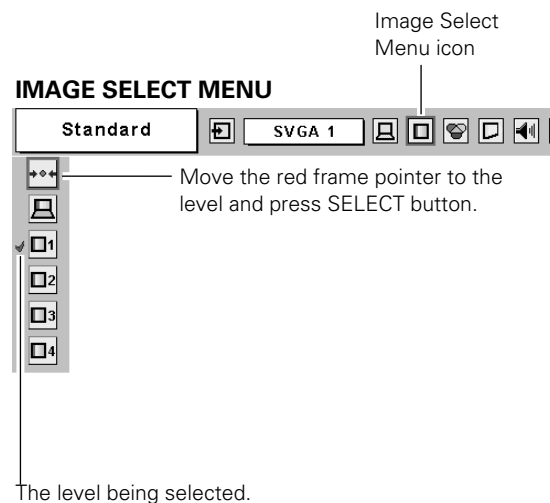 Image Select
Menu icon
IMAGE SELECT MENU
Standard
SVGA 1
Move the red frame pointer to the
level and press SELECT button.
1
2
3
4
The level being selected.